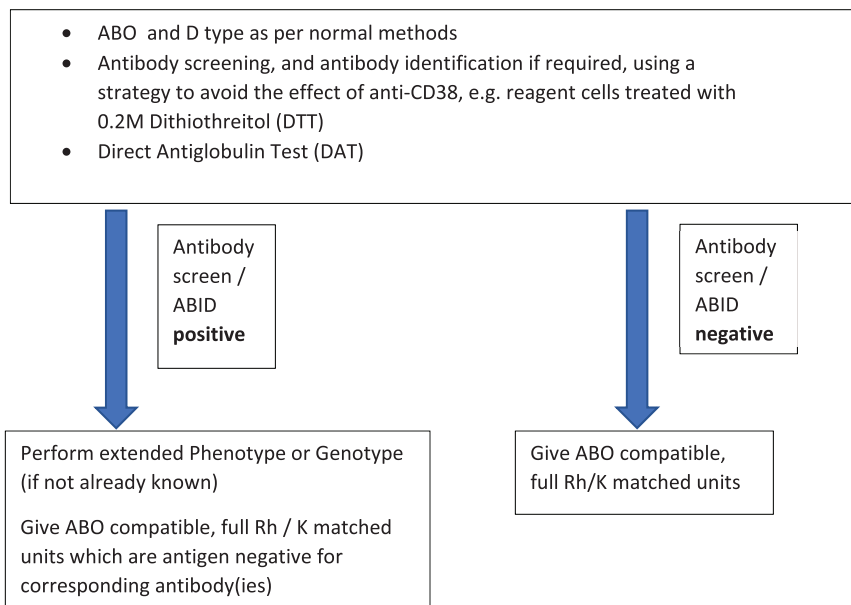 • ABO and D type as per normal methods
• Antibody screening, and antibody identification if required, using a
strategy to avoid the effect of anti-CD38, e.g. reagent cells treated with
0.2M Dithiothreitol (DTT)
• Direct Antiglobulin Test (DAT)
Antibody
screen /
ABID
positive
Antibody
screen /
ABID
negative
Perform extended Phenotype or Genotype
(if not already known)
Give ABO compatible, full Rh / K matched
units which are antigen negative for
corresponding antibody(ies)
Give ABO compatible,
full Rh/K matched units